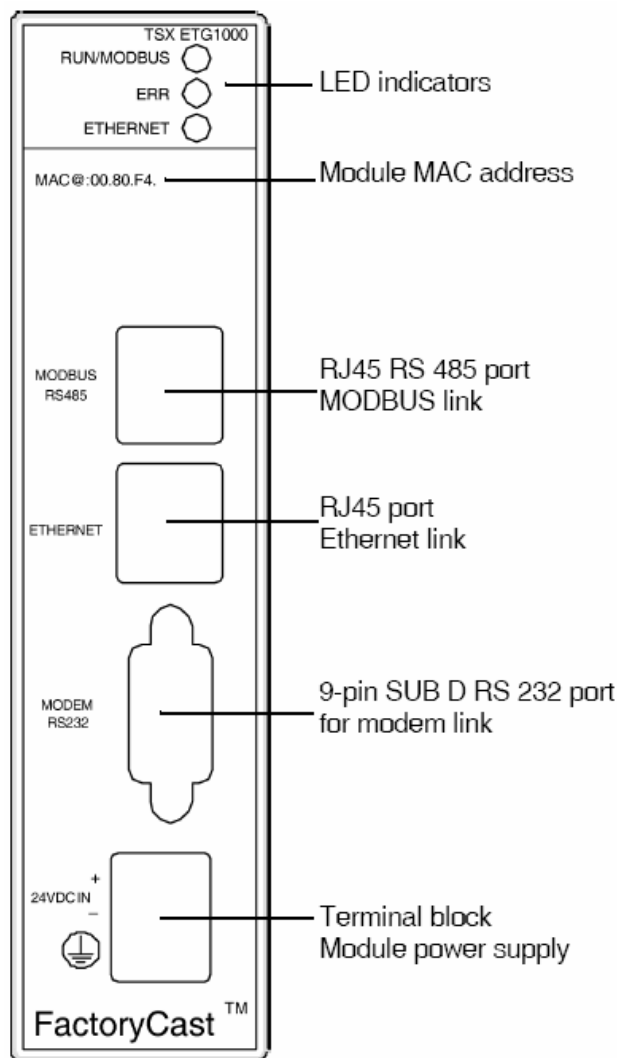 TSX ETG1000
RUN/MODBUS
ERR
ETHERNET
LED indicators
MAC@:00.80.F4.
Module MAC address
MODBUS
RS485
RJ45 RS 485 port
MODBUS link
ETHERNET
RJ45 port
Ethernet link
MODEM
RS232
9-pin SUB D RS 232 port
for modem link
+
24VDC IN
–
Terminal block
Module power supply
FactoryCast TM